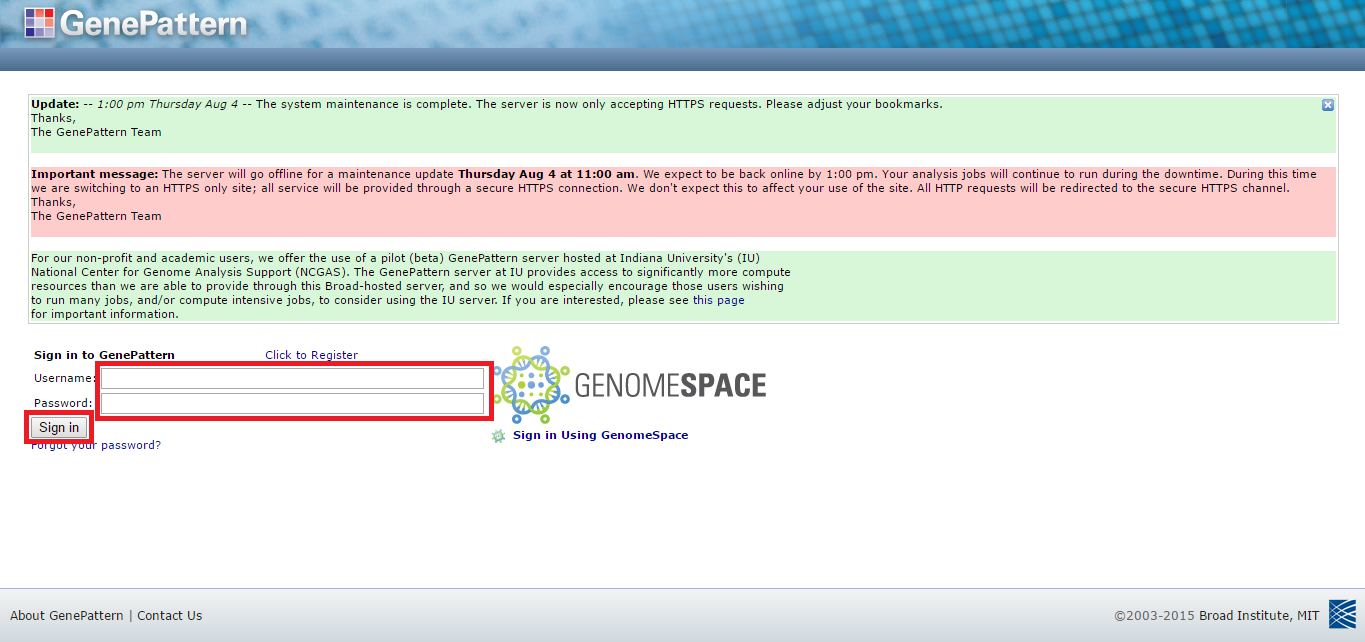 GenePattern
Update: -- 1:00 pm Thursday Aug 4 -- The system maintenance is complete. The server is now only accepting HTTPS requests. Please adjust your bookmarks.
Thanks,
The GenePattern Team
Important message: The server will go offline for a maintenance update Thursday Aug 4 at 11:00 am. We expect to be back online by 1:00 pm. Your analysis jobs will continue to run during the downtime. During this time
we are switching to an HTTPS only site; all service will be provided through a secure HTTPS connection. We don't expect this to affect your use of the site. All HTTP requests will be redirected to the secure HTTPS channel.
Thanks,
The GenePattern Team
For our non-profit and academic users, we offer the use of a pilot (beta) GenePattern server hosted at Indiana University's (IU)
National Center for Genome Analysis Support (NCGAS). The GenePattern server at IU provides access to significantly more compute
resources than we are able to provide through this Broad-hosted server, and so we would especially encourage those users wishing
to run many jobs, and/or compute intensive jobs, to consider using the IU server. If you are interested, please see this page
for important information.
Sign in to GenePattern Click to Register
Username:
Password:
GENOMESPACE
Sign in
Sign in Using GenomeSpace
Forgot your password?
About GenePattern | Contact Us ©2003-2015 Broad Institute, MIT